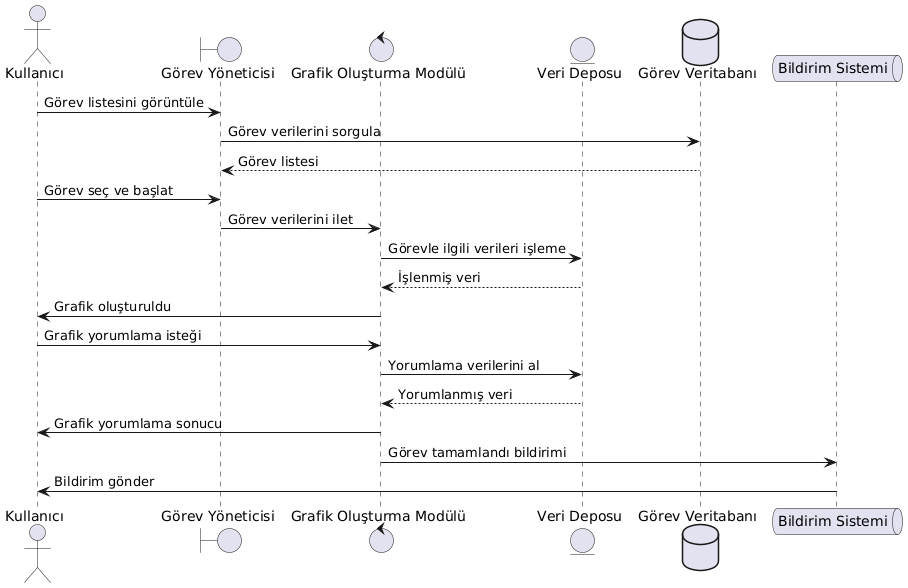 Kullanıcı
Görev Yöneticisi
Grafik Oluşturma Modülü
Veri Deposu
Görev Veritabanı
Bildirim Sistemi
Görev listesini görüntüle
Görev verilerini sorgula
Görev listesi
Görev seç ve başlat
Görev verilerini ilet
Görevle ilgili verileri işleme
İşlenmiş veri
Grafik oluşturuldu
Grafik yorumlama isteği
Yorumlama verilerini al
Yorumlanmış veri
Grafik yorumlama sonucu
Görev tamamlandı bildirimi
Bildirim gönder
Kullanıcı
Görev Yöneticisi
Grafik Oluşturma Modülü
Veri Deposu
Görev Veritabanı
Bildirim Sistemi